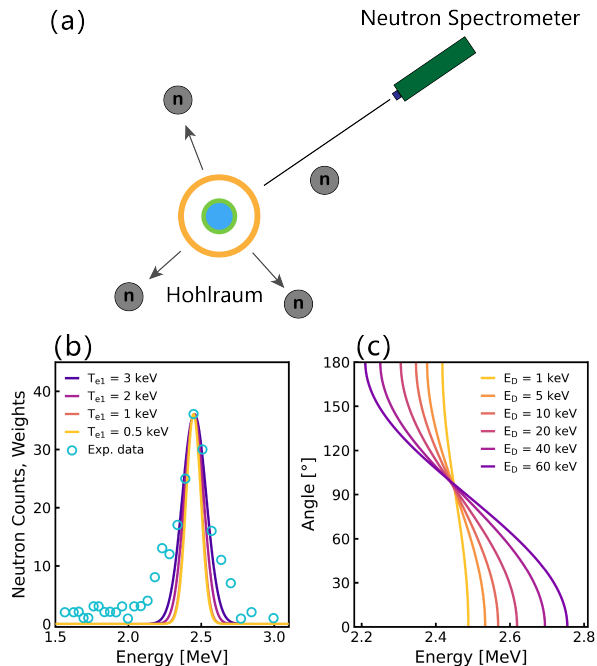 (a)
Neutron Spectrometer
n
n
n
n
Hohlraum
(b)
Neutron Counts, Weights
40
30
20
10
0
T_e1 = 3 keV
T_e1 = 2 keV
T_e1 = 1 keV
T_e1 = 0.5 keV
Exp. data
1.5 2.0 2.5 3.0
Energy [MeV]
(c)
Angle [°]
180
150
120
90
60
30
0
E_D = 1 keV
E_D = 5 keV
E_D = 10 keV
E_D = 20 keV
E_D = 40 keV
E_D = 60 keV
2.2 2.4 2.6 2.8
Energy [MeV]